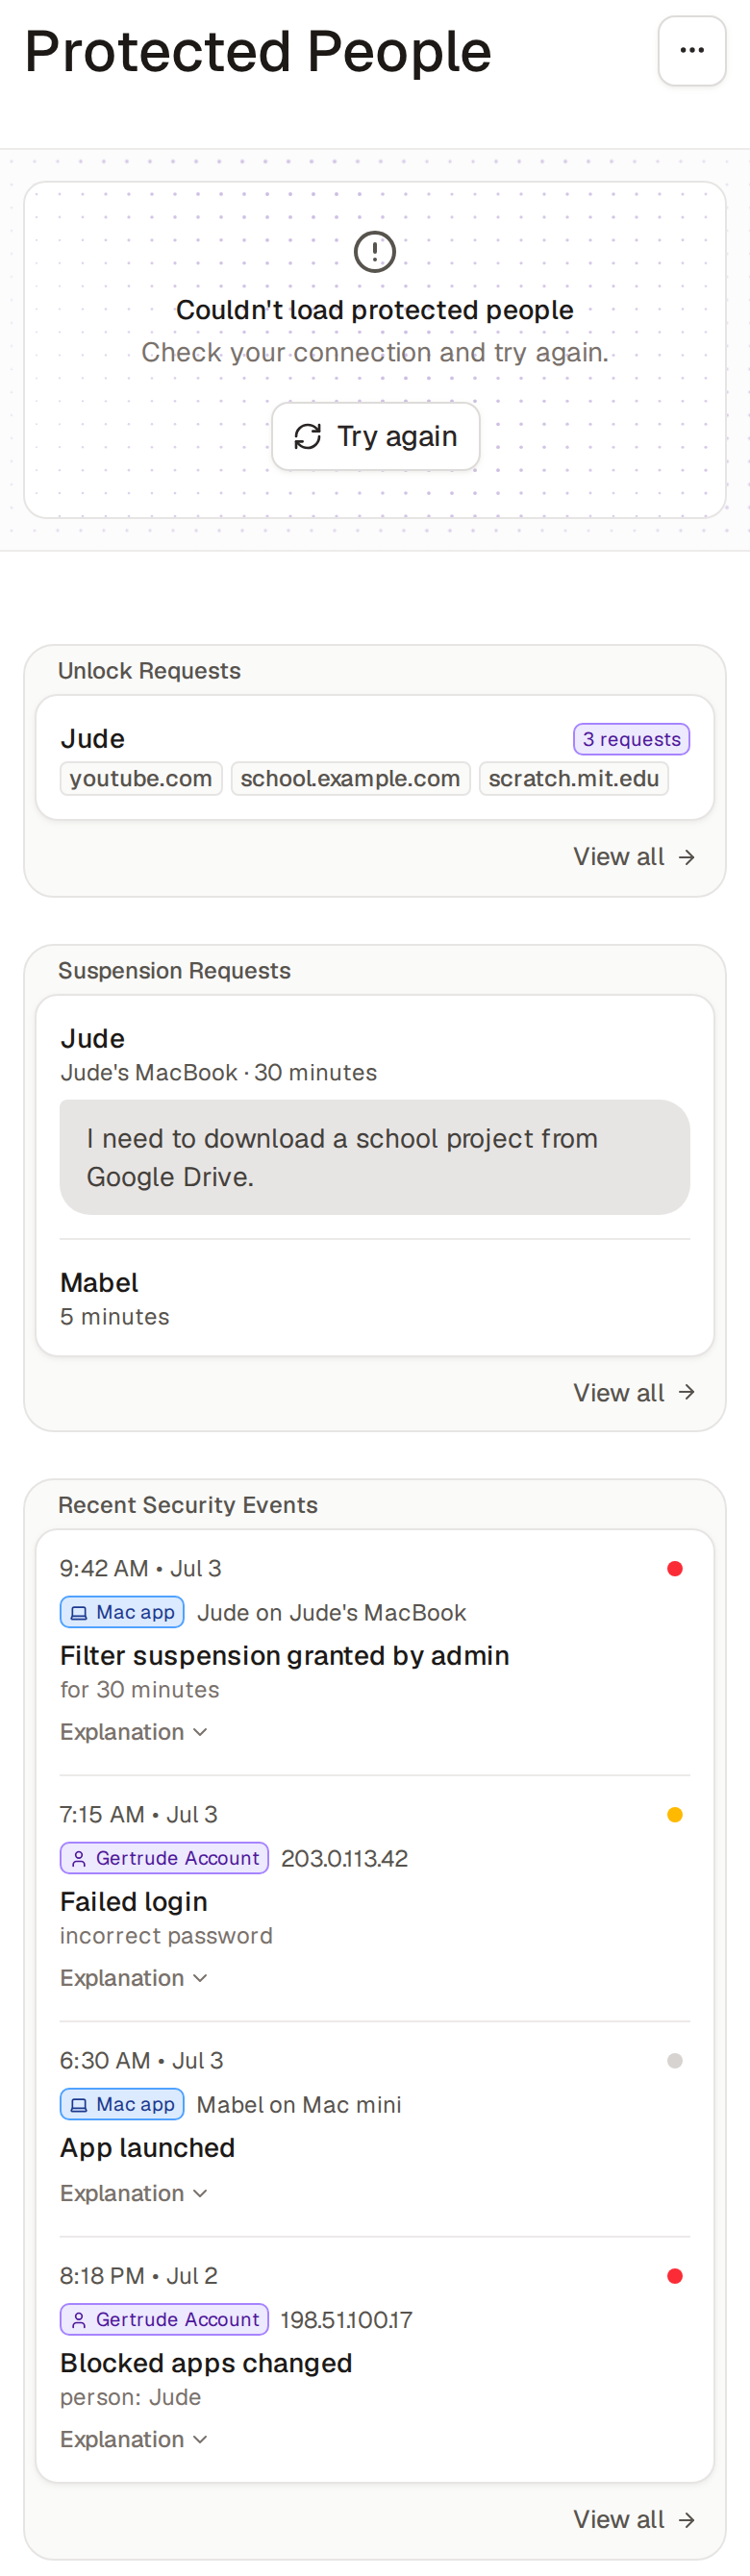 Protected People
Couldn't load protected people
Check your connection and try again.
Try again
Unlock Requests
Jude
3 requests
youtube.com school.example.com scratch.mit.edu
View all
Suspension Requests
Jude
Jude's MacBook · 30 minutes
I need to download a school project from
Google Drive.
Mabel
5 minutes
View all
Recent Security Events
9:42 AM • Jul 3
Mac app Jude on Jude's MacBook
Filter suspension granted by admin
for 30 minutes
Explanation
7:15 AM • Jul 3
Gertrude Account 203.0.113.42
Failed login
incorrect password
Explanation
6:30 AM • Jul 3
Mac app Mabel on Mac mini
App launched
Explanation
8:18 PM • Jul 2
Gertrude Account 198.51.100.17
Blocked apps changed
person: Jude
Explanation
View all